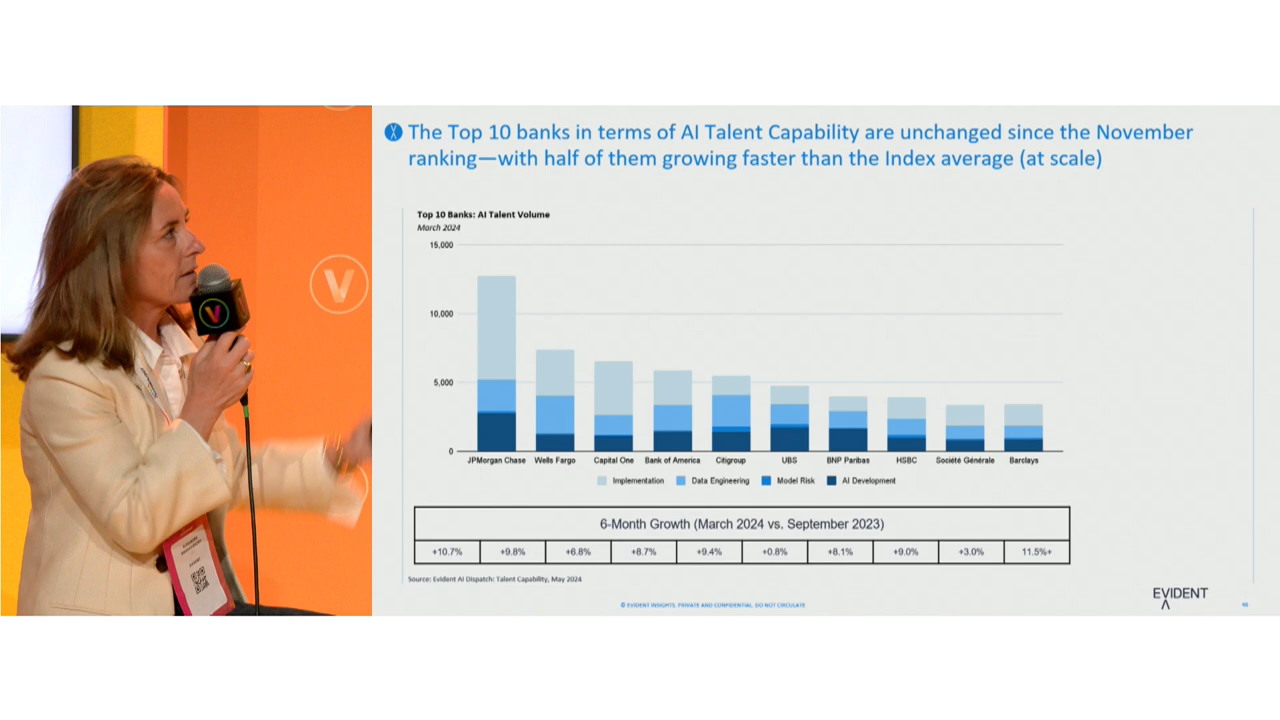 V
V
The Top 10 banks in terms of AI Talent Capability are unchanged since the November
ranking—with half of them growing faster than the Index average (at scale)
Top 10 Banks: AI Talent Volume
March 2024
15,000
10,000
5,000
0
JPMorgan Chase Wells Fargo Capital One Bank of America Citigroup UBS BNP Paribas HSBC Société Générale Barclays
Implementation Data Engineering Model Risk AI Development
6-Month Growth (March 2024 vs. September 2023)
+10.7% +9.8% +6.8% +8.7% +9.4% +0.8% +8.1% +9.0% +3.0% 11.5%+
Source: Evident AI Dispatch: Talent Capability, May 2024
© EVIDENT INSIGHTS, PRIVATE AND CONFIDENTIAL, DO NOT CIRCULATE
EVIDENT